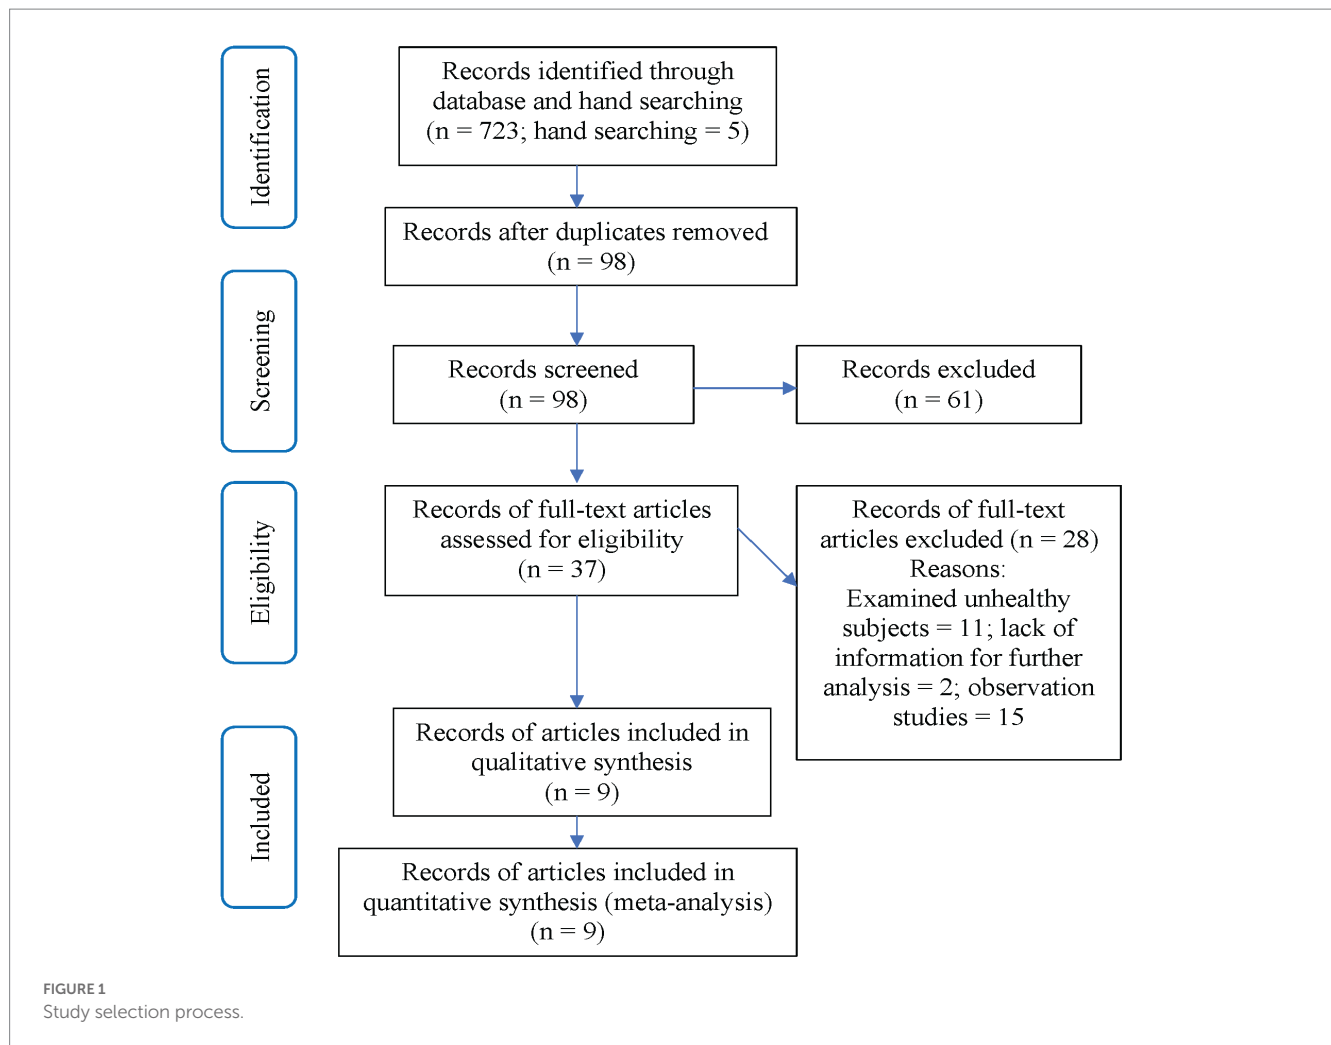 Identification
Records identified through
database and hand searching
(n = 723; hand searching = 5)
Records after duplicates removed
(n = 98)
Screening
Records screened
(n = 98)
Records excluded
(n = 61)
Eligibility
Records of full-text articles
assessed for eligibility
(n = 37)
Records of full-text
articles excluded (n = 28)
Reasons:
Examined unhealthy
subjects = 11; lack of
information for further
analysis = 2; observation
studies = 15
Included
Records of articles included in
qualitative synthesis
(n = 9)
Records of articles included in
quantitative synthesis (meta-analysis)
(n = 9)
FIGURE 1
Study selection process.